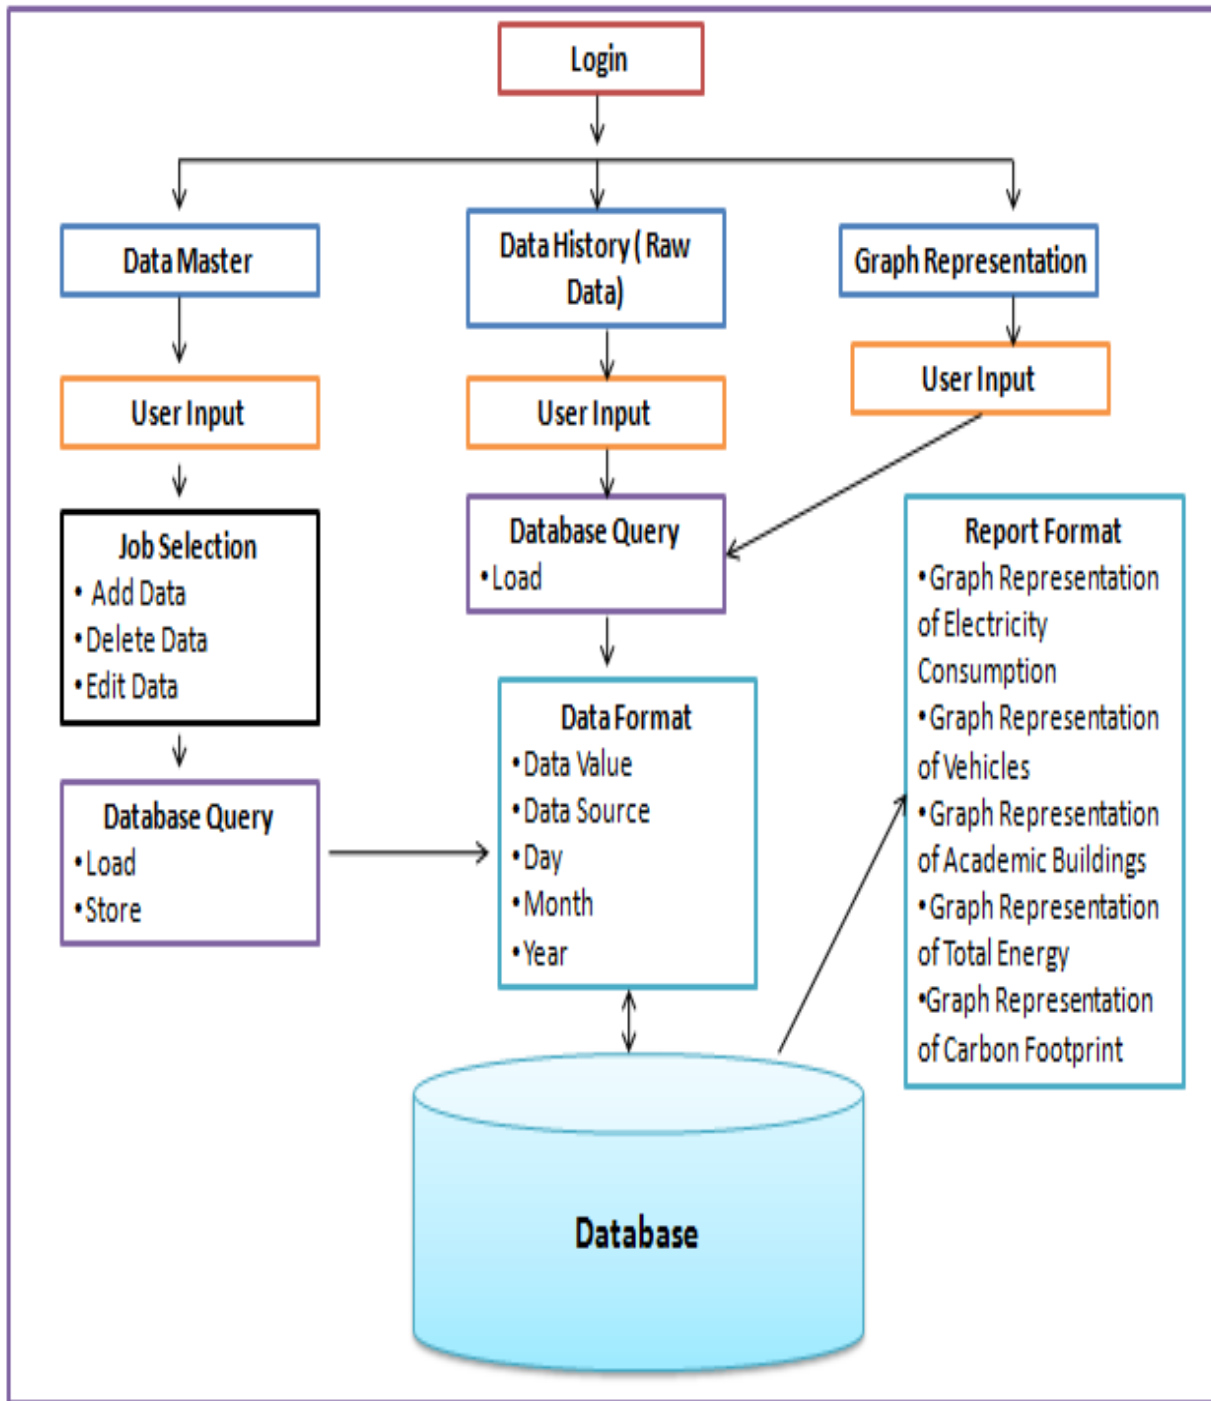 Login
Data Master
Data History ( Raw
Data)
Graph Representation
User Input
User Input
User Input
Job Selection
• Add Data
•Delete Data
•Edit Data
Database Query
•Load
Report Format
•Graph Representation
of Electricity
Consumption
•Graph Representation
of Vehicles
•Graph Representation
of Academic Buildings
•Graph Representation
of Total Energy
•Graph Representation
of Carbon Footprint
Database Query
•Load
•Store
Data Format
•Data Value
•Data Source
•Day
•Month
•Year
Database